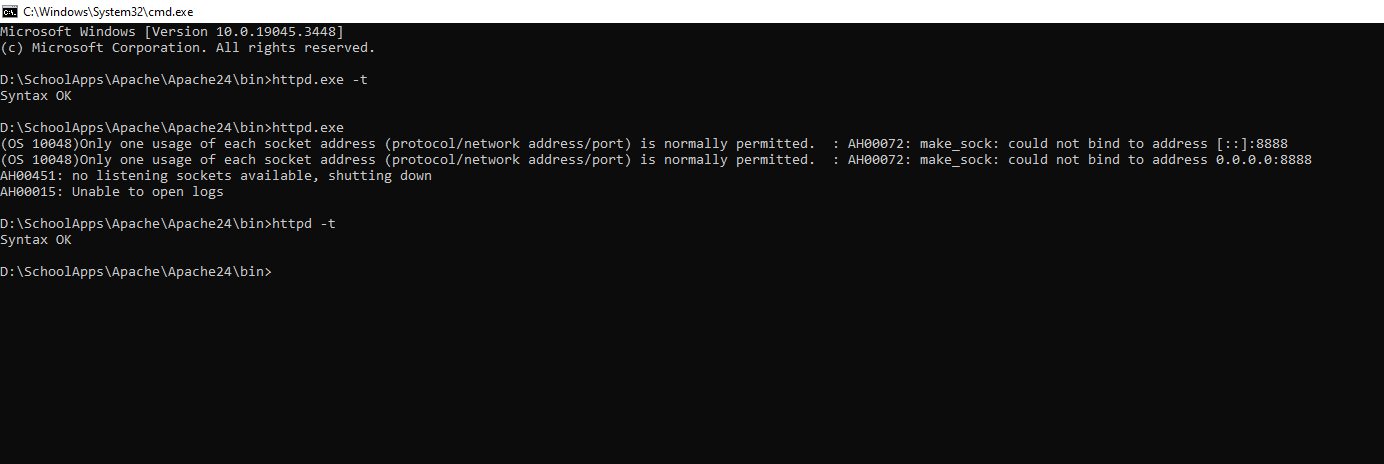 C:\Windows\System32\cmd.exe
Microsoft Windows [Version 10.0.19045.3448]
(c) Microsoft Corporation. All rights reserved.
D:\SchoolApps\Apache\Apache24\bin>httpd.exe -t
Syntax OK
D:\SchoolApps\Apache\Apache24\bin>httpd.exe
(OS 10048)Only one usage of each socket address (protocol/network address/port) is normally permitted.  : AH00072: make_sock: could not bind to address [::]:8888
(OS 10048)Only one usage of each socket address (protocol/network address/port) is normally permitted.  : AH00072: make_sock: could not bind to address 0.0.0.0:8888
AH00451: no listening sockets available, shutting down
AH00015: Unable to open logs
D:\SchoolApps\Apache\Apache24\bin>httpd -t
Syntax OK
D:\SchoolApps\Apache\Apache24\bin>